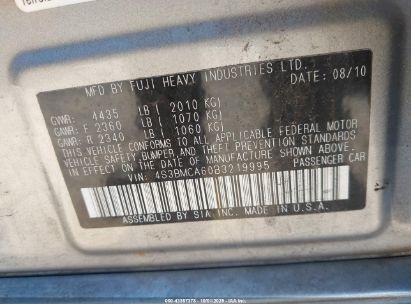 MFD BY FUJI HEAVY INDUSTRIES LTD.
DATE: 08/10
GVWR: 4435 LB ( 2010 KG)
GAWR: F 2360 LB ( 1070 KG)
GAWR: R 2340 LB ( 1060 KG)
THIS VEHICLE CONFORMS TO ALL APPLICABLE FEDERAL MOTOR
VEHICLE SAFETY, BUMPER, AND THEFT PREVENTION STANDARDS
IN EFFECT ON THE DATE OF MANUFACTURE SHOWN ABOVE.
VIN: 4S3BMCA60B3219995 PASSENGER CAR
ASSEMBLED BY SIA INC. MADE IN U.S.A.